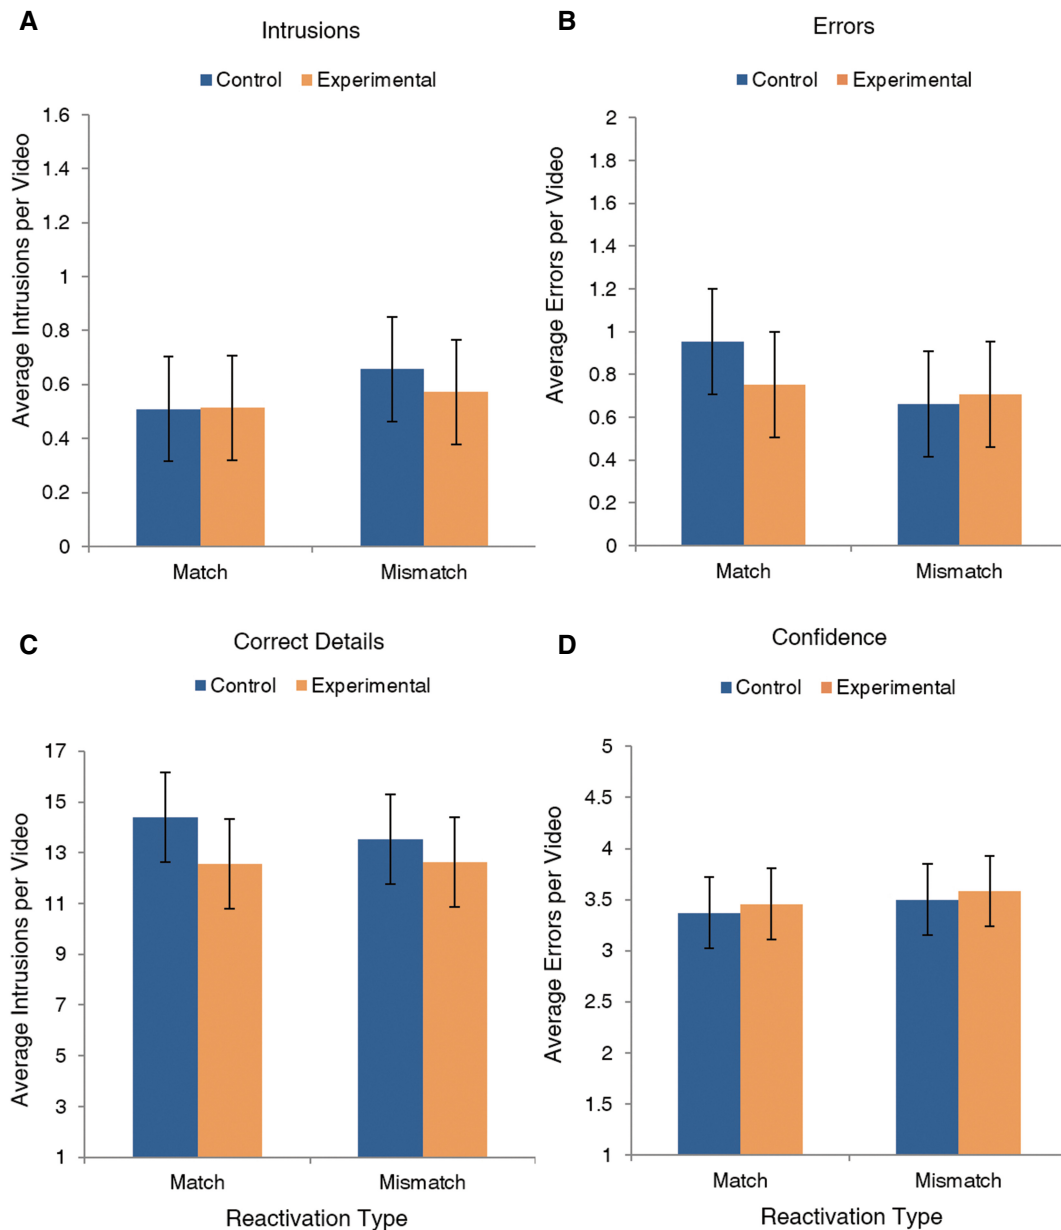 A
Intrusions
Control Experimental
Average Intrusions per Video
1.6
1.4
1.2
1
0.8
0.6
0.4
0.2
0
Match Mismatch
B
Errors
Control Experimental
Average Errors per Video
2
1.8
1.6
1.4
1.2
1
0.8
0.6
0.4
0.2
0
Match Mismatch
C
Correct Details
Control Experimental
Average Intrusions per Video
17
15
13
11
9
7
5
3
1
Match Mismatch
Reactivation Type
D
Confidence
Control Experimental
Average Errors per Video
5
4.5
4
3.5
3
2.5
2
1.5
1
Match Mismatch
Reactivation Type